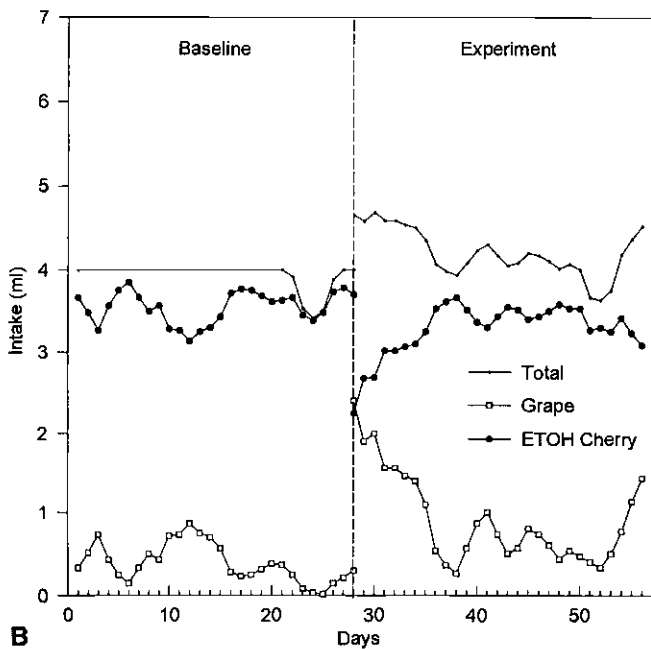 7
Baseline
Experiment
6
5
4
3
2
1
0
Intake (ml)
Total
Grape
ETOH Cherry
0
10
20
30
40
50
Days
B